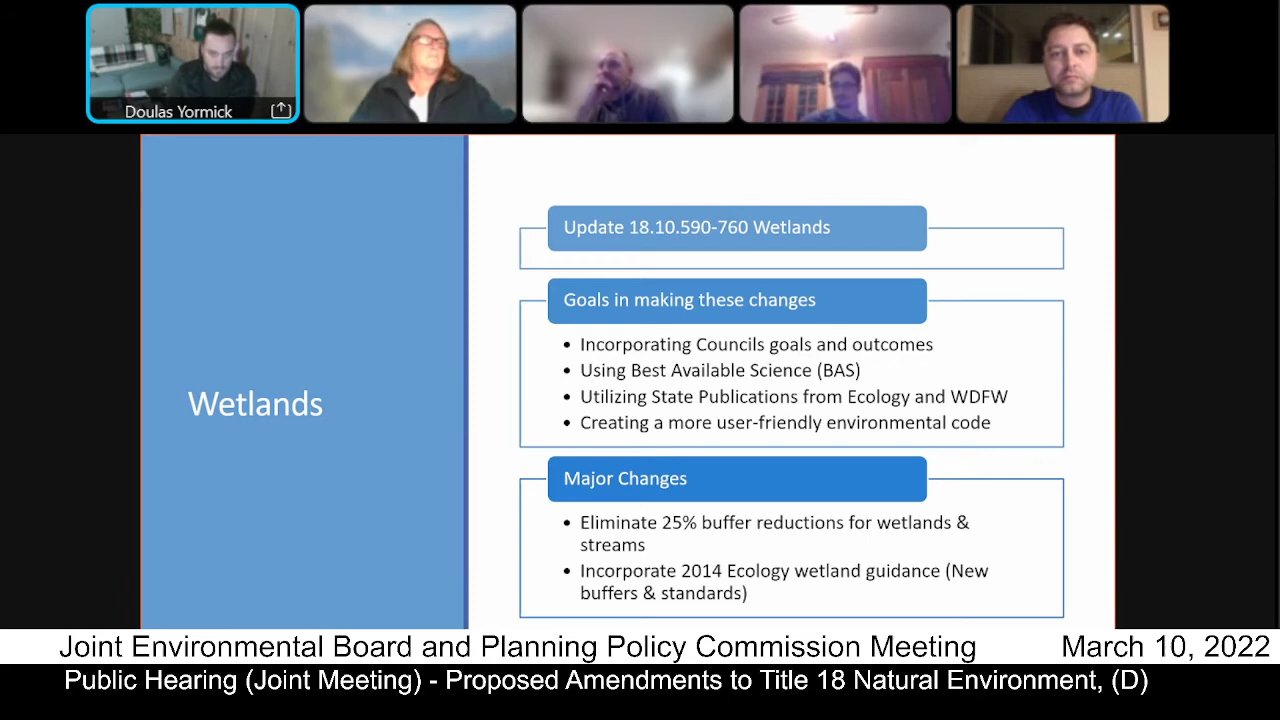 Doulas Yormick
Update 18.10.590-760 Wetlands
Goals in making these changes
• Incorporating Councils goals and outcomes
• Using Best Available Science (BAS)
• Utilizing State Publications from Ecology and WDFW
• Creating a more user-friendly environmental code
Wetlands
Major Changes
• Eliminate 25% buffer reductions for wetlands &
streams
• Incorporate 2014 Ecology wetland guidance (New
buffers & standards)
Joint Environmental Board and Planning Policy Commission Meeting March 10, 2022
Public Hearing (Joint Meeting) - Proposed Amendments to Title 18 Natural Environment, (D)